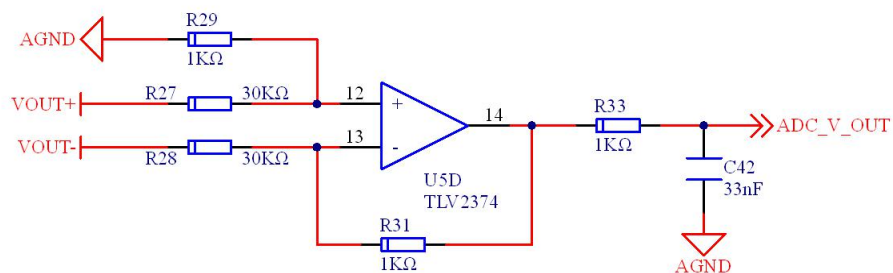 R29
AGND
1KΩ
VOUT+
R27
30KΩ
12
+
14
R33
ADC_V_OUT
VOUT-
R28
30KΩ
13
-
1KΩ
C42
33nF
U5D
TLV2374
R31
1KΩ
AGND